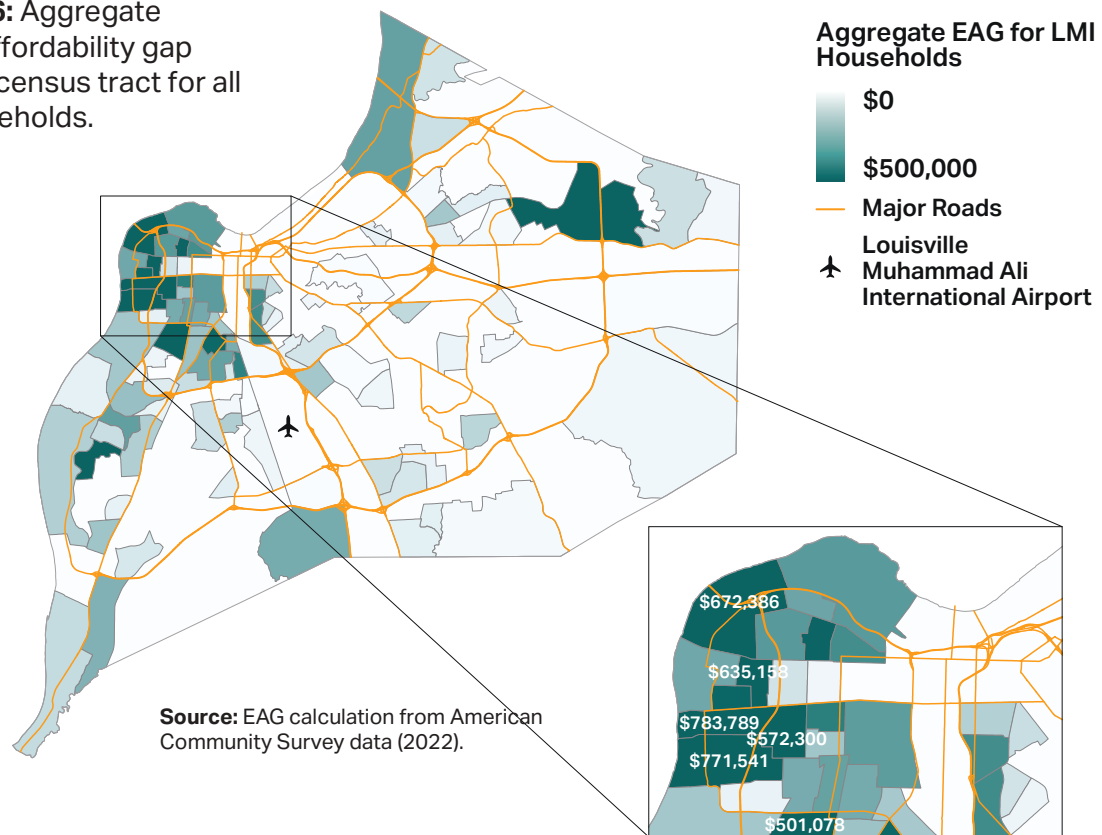 6: Aggregate
ffordability gap
census tract for all
eholds.
Aggregate EAG for LMI
Households
$0
$500,000
Major Roads
Louisville
Muhammad Ali
International Airport
$672,386
$635,158
$783,789
$572,300
$771,541
$501,078
Source: EAG calculation from American
Community Survey data (2022).